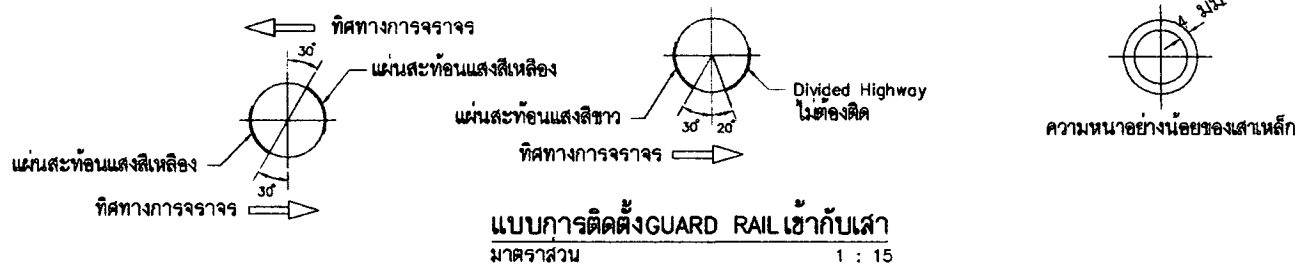 ทิศทางการจราจร
30°
แผ่นสะท้อนแสงสีเหลือง
แผ่นสะท้อนแสงสีเหลือง
30°
ทิศทางการจราจร
แผ่นสะท้อนแสงสีขาว
30° 20°
Divided Highway
ไม่ต้องติด
ทิศทางการจราจร
4 มม
ความหนาอย่างน้อยของเสาเหล็ก
แบบการติดตั้งGUARD RAILเข้ากับเสา
มาตราส่วน 1 : 15